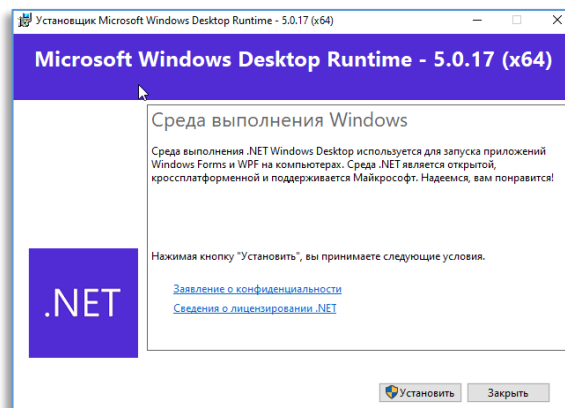 Установщик Microsoft Windows Desktop Runtime - 5.0.17 (x64)
Microsoft Windows Desktop Runtime - 5.0.17 (x64)
Среда выполнения Windows
Среда выполнения .NET Windows Desktop используется для запуска приложений
Windows Forms и WPF на компьютерах. Среда .NET является открытой,
кроссплатформенной и поддерживается Майкрософт. Надеемся, вам понравится!
Нажимая кнопку "Установить", вы принимаете следующие условия.
Заявление о конфиденциальности
Сведения о лицензировании .NET
.NET
Установить
Закрыть